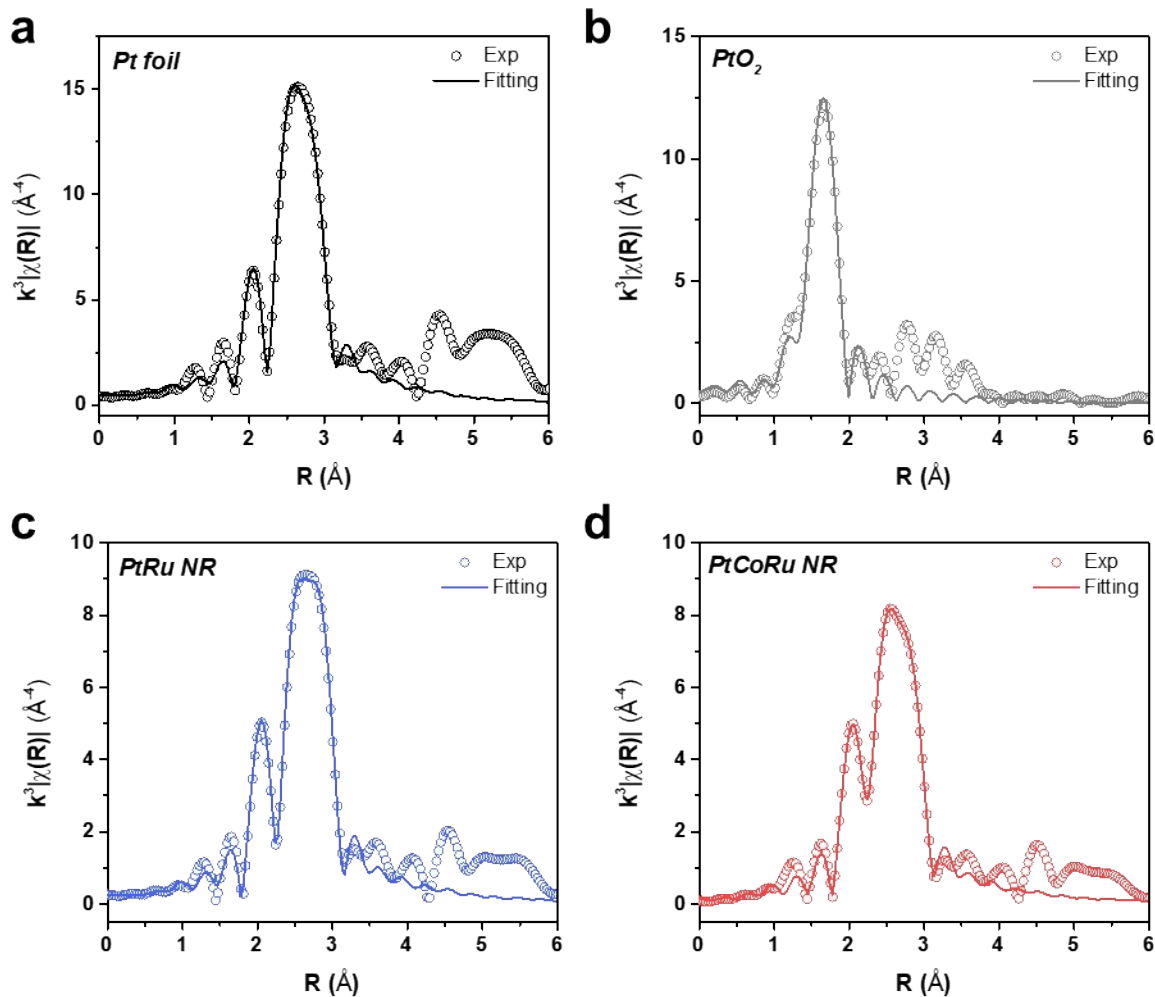 a
Pt foil
Exp
Fitting
15
10
5
0
k³|χ(R)| (Å⁻⁴)
0 1 2 3 4 5 6
R (Å)
b
PtO₂
Exp
Fitting
15
10
5
0
k³|χ(R)| (Å⁻⁴)
0 1 2 3 4 5 6
R (Å)
c
PtRu NR
Exp
Fitting
10
8
6
4
2
0
k³|χ(R)| (Å⁻⁴)
0 1 2 3 4 5 6
R (Å)
d
PtCoRu NR
Exp
Fitting
10
8
6
4
2
0
k³|χ(R)| (Å⁻⁴)
0 1 2 3 4 5 6
R (Å)